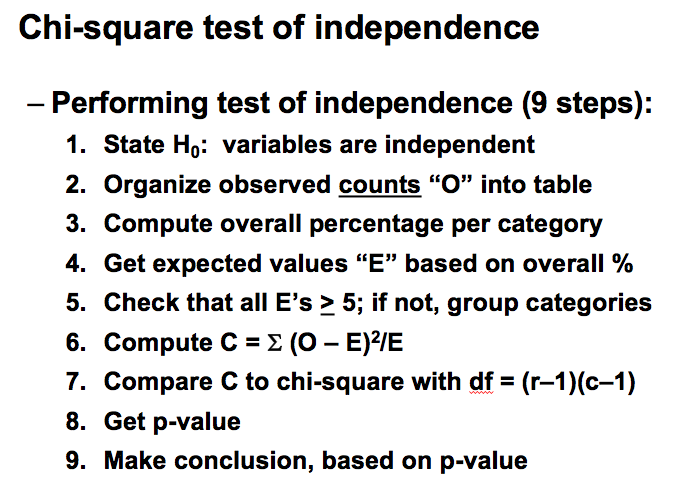 Chi-square test of independence
– Performing test of independence (9 steps):
1. State H₀: variables are independent
2. Organize observed counts “O” into table
3. Compute overall percentage per category
4. Get expected values “E” based on overall %
5. Check that all E’s ≥ 5; if not, group categories
6. Compute C = Σ (O – E)²/E
7. Compare C to chi-square with df = (r–1)(c–1)
8. Get p-value
9. Make conclusion, based on p-value